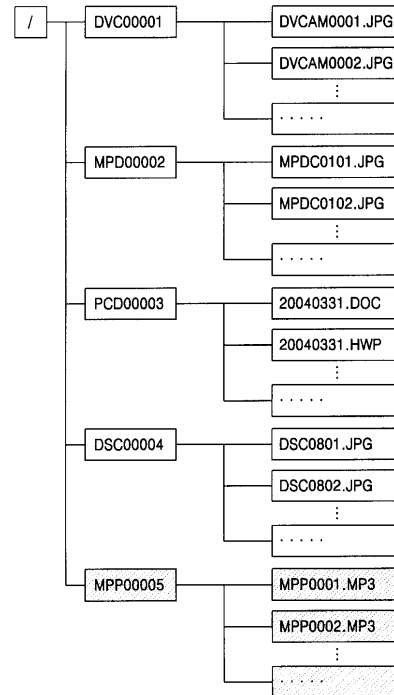 /
DVC00001
DVCAM0001.JPG
DVCAM0002.JPG
⋮
· · · · ·
MPD00002
MPDC0101.JPG
MPDC0102.JPG
⋮
· · · · ·
PCD00003
20040331.DOC
20040331.HWP
⋮
· · · · ·
DSC00004
DSC0801.JPG
DSC0802.JPG
⋮
· · · · ·
MPP00005
MPP0001.MP3
MPP0002.MP3
⋮
· · · · ·